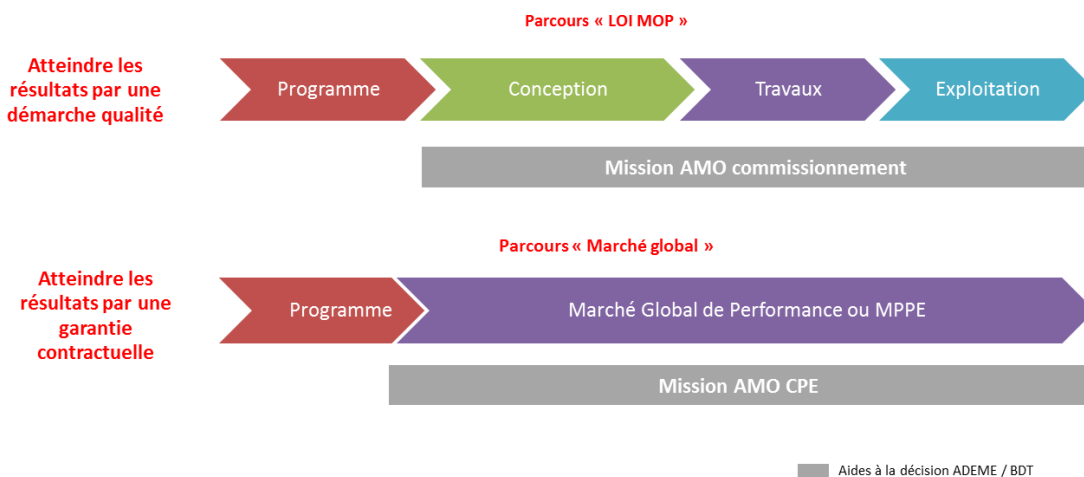 Parcours « LOI MOP »
Atteindre les
résultats par une
démarche qualité
Programme
Conception
Travaux
Exploitation
Mission AMO commissionnement
Parcours « Marché global »
Atteindre les
résultats par une
garantie
contractuelle
Programme
Marché Global de Performance ou MPPE
Mission AMO CPE
Aides à la décision ADEME / BDT